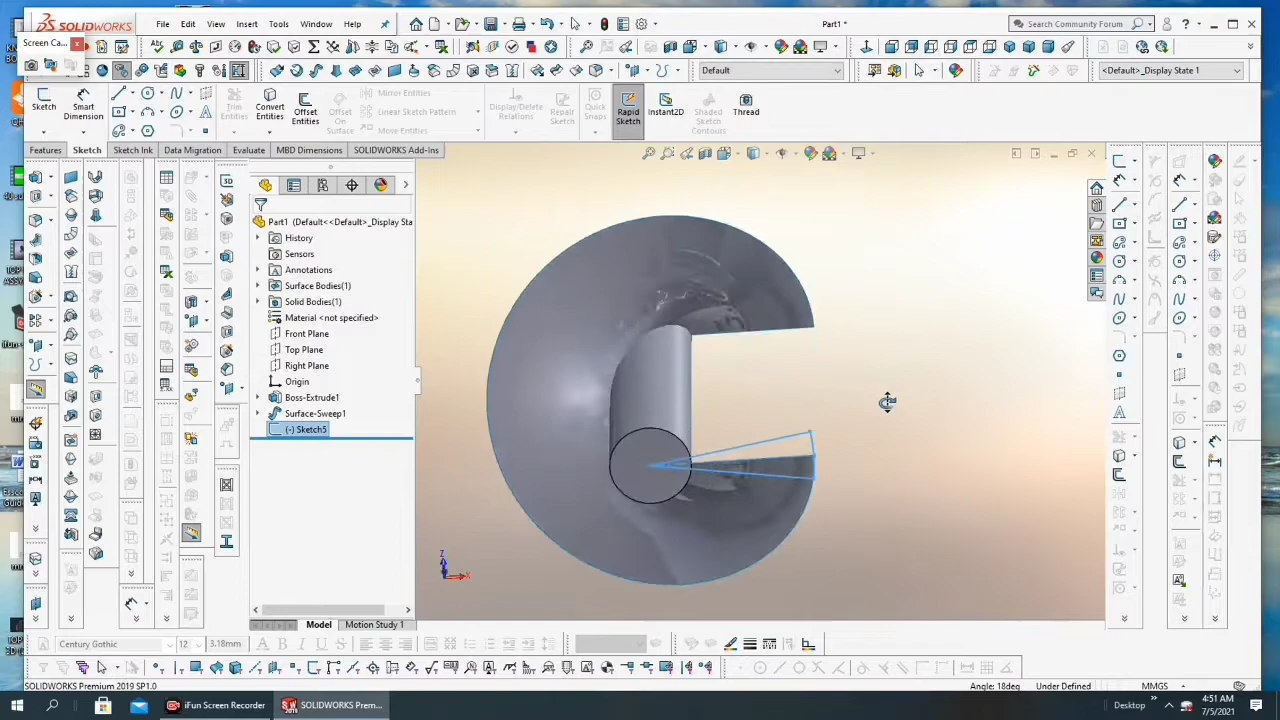 SOLIDWORKS
File
Edit
View
Insert
Tools
Window
Help
Part1 *
Search Community Forum
Screen Ca...
Default
<Default>_Display State 1
Sketch
Smart Dimension
Trim Entities
Convert Entities
Offset Entities
Offset On Surface
Mirror Entities
Linear Sketch Pattern
Move Entities
Display/Delete Relations
Repair Sketch
Quick Snaps
Rapid Sketch
Instant2D
Shaded Sketch Contours
Thread
Features
Sketch
Sketch Ink
Data Migration
Evaluate
MBD Dimensions
SOLIDWORKS Add-Ins
Part1 (Default<<Default>_Display Sta
History
Sensors
Annotations
Surface Bodies(1)
Solid Bodies(1)
Material <not specified>
Front Plane
Top Plane
Right Plane
Origin
Boss-Extrude1
Surface-Sweep1
(-) Sketch5
Z
X
Model
Motion Study 1
Century Gothic
12
3.18mm
SOLIDWORKS Premium 2019 SP1.0
Angle: 18deg
Under Defined
MMGS
iFun Screen Recorder
SOLIDWORKS Prem...
Desktop
4:51 AM
7/5/2021